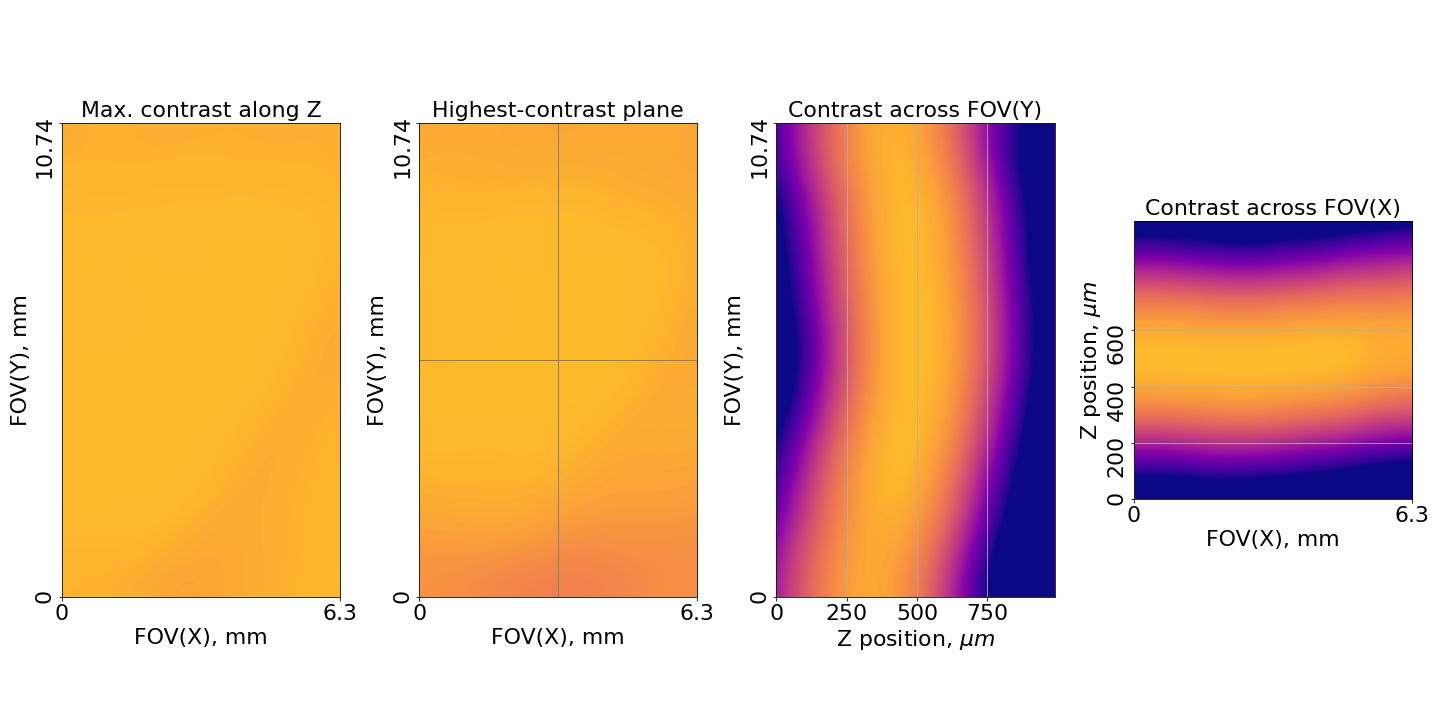 Max. contrast along Z
10.74
FOV(Y), mm
0
0
6.3
FOV(X), mm
Highest-contrast plane
10.74
FOV(Y), mm
0
0
6.3
FOV(X), mm
Contrast across FOV(Y)
10.74
FOV(Y), mm
0
0
250
500
750
Z position, μm
Contrast across FOV(X)
Z position, μm
600
400
200
0
0
6.3
FOV(X), mm